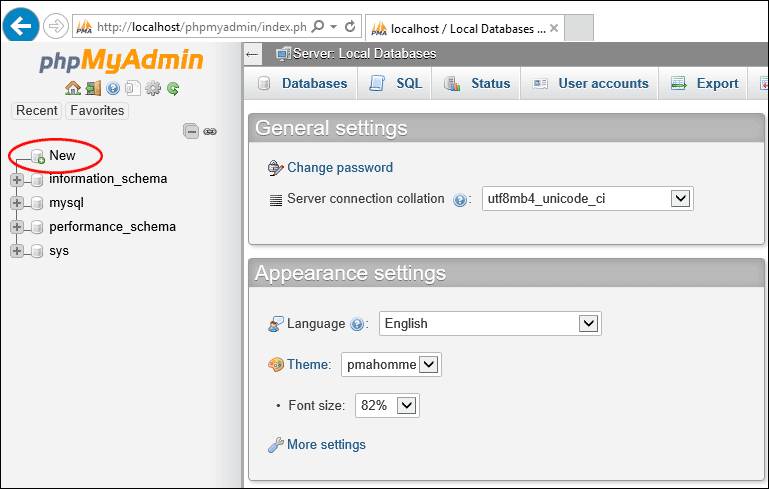 http://localhost/phpmyadmin/index.ph
localhost / Local Databases ...
phpMyAdmin
Recent
Favorites
New
information_schema
mysql
performance_schema
sys
Server: Local Databases
Databases
SQL
Status
User accounts
Export
General settings
Change password
Server connection collation
:
utf8mb4_unicode_ci
Appearance settings
Language
:
English
Theme:
pmahomme
• Font size:
82%
More settings